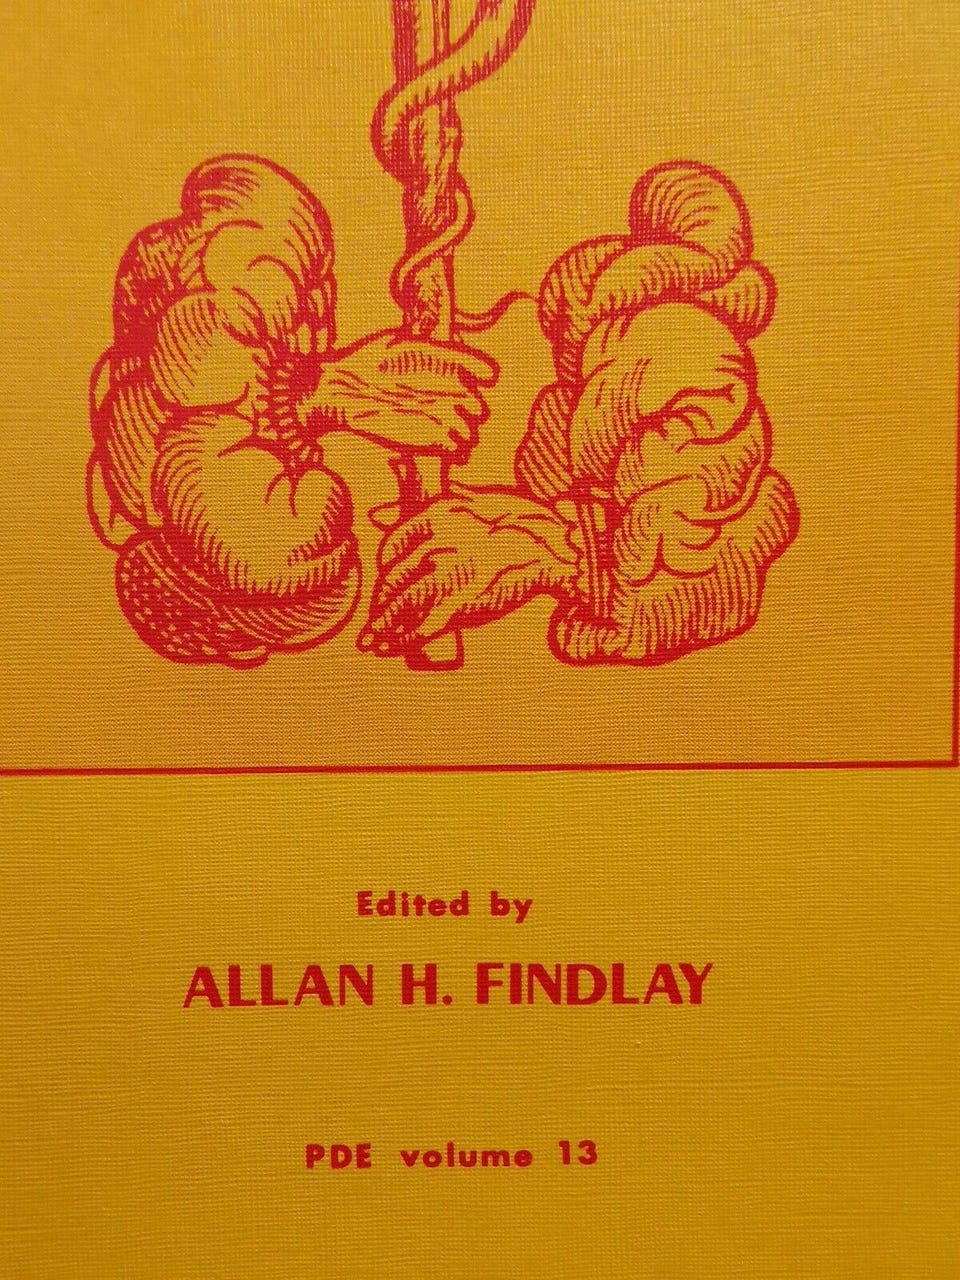 Edited by
ALLAN H. FINDLAY
PDE volume 13